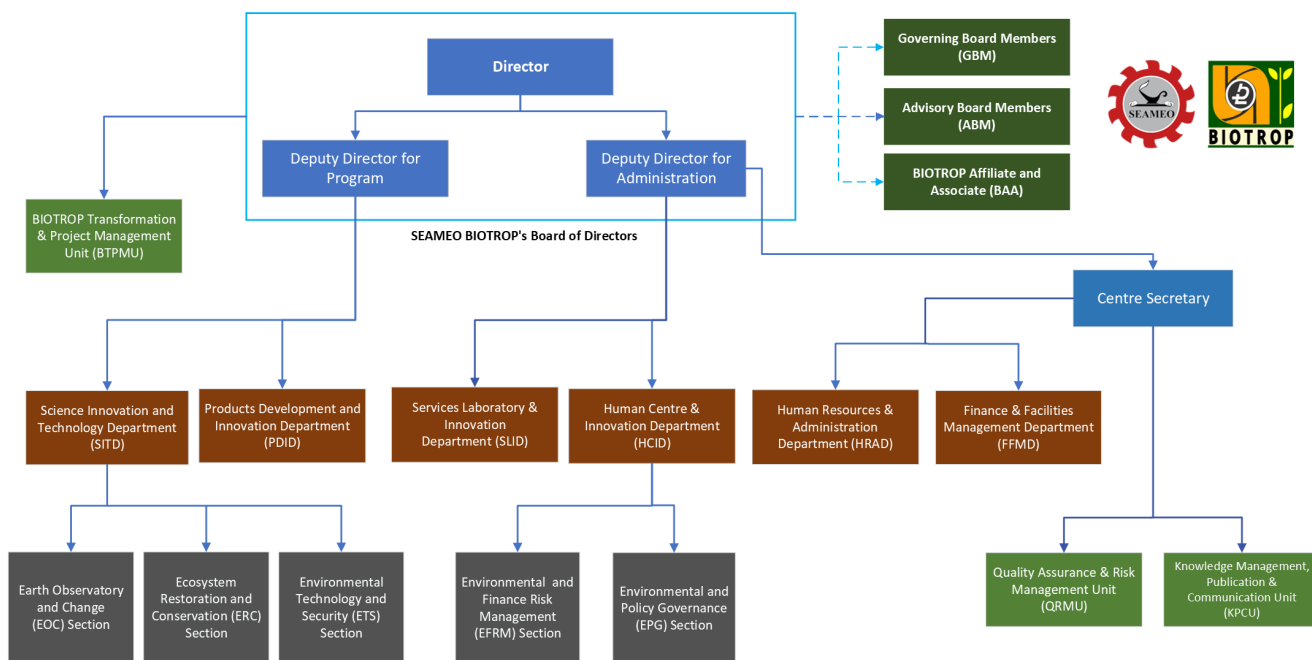 Director
Deputy Director for
Program
Deputy Director for
Administration
SEAMEO BIOTROP's Board of Directors
Governing Board Members
(GBM)
Advisory Board Members
(ABM)
BIOTROP Affiliate and
Associate (BAA)
SEAMEO
BIOTROP
BIOTROP Transformation
& Project Management
Unit (BTPMU)
Centre Secretary
Science Innovation and
Technology Department
(SITD)
Products Development and
Innovation Department
(PDID)
Services Laboratory &
Innovation
Department (SLID)
Human Centre &
Innovation Department
(HCID)
Human Resources &
Administration
Department (HRAD)
Finance & Facilities
Management Department
(FFMD)
Earth Observatory
and Change
(EOC) Section
Ecosystem
Restoration and
Conservation (ERC)
Section
Environmental
Technology and
Security (ETS)
Section
Environmental and
Finance Risk
Management
(EFRM) Section
Environmental and
Policy Governance
(EPG) Section
Quality Assurance & Risk
Management Unit
(QRMU)
Knowledge Management,
Publication &
Communication Unit
(KPCU)